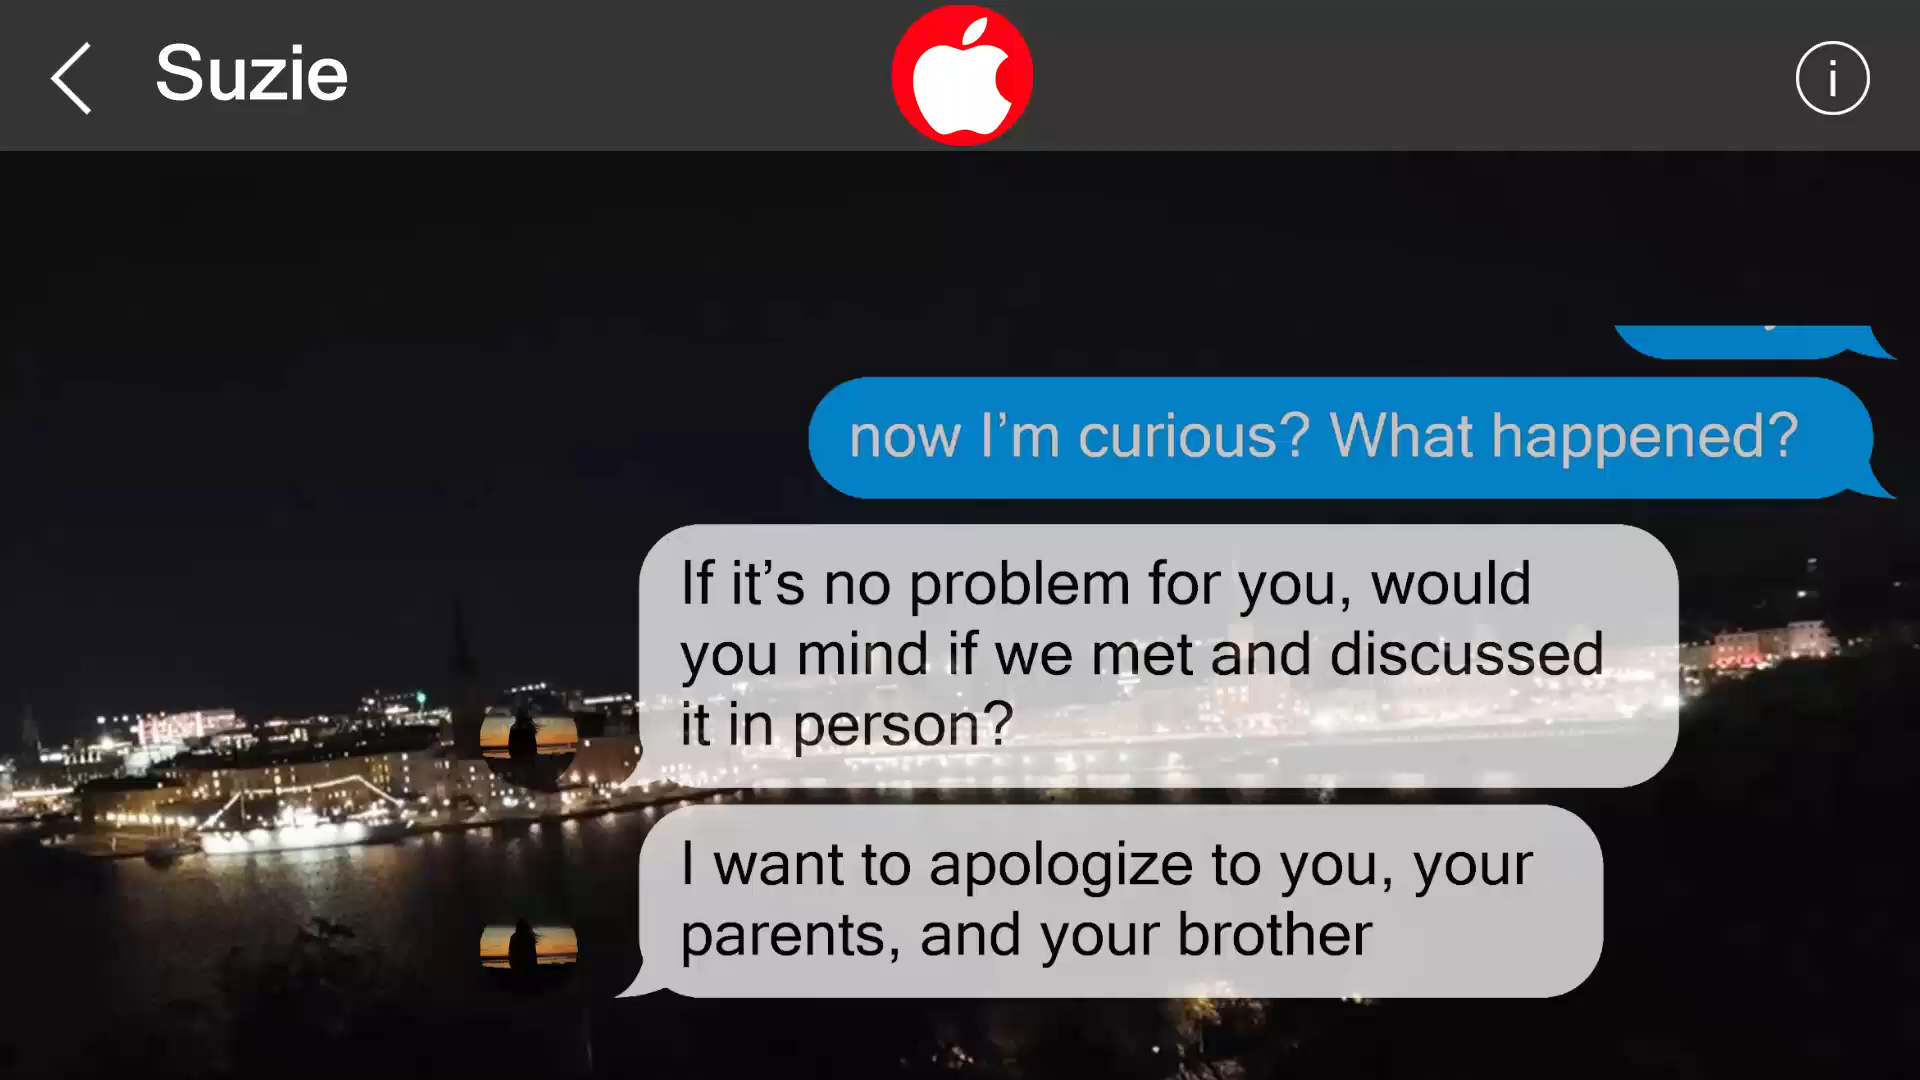 Suzie
now I’m curious? What happened?
If it’s no problem for you, would
you mind if we met and discussed
it in person?
I want to apologize to you, your
parents, and your brother